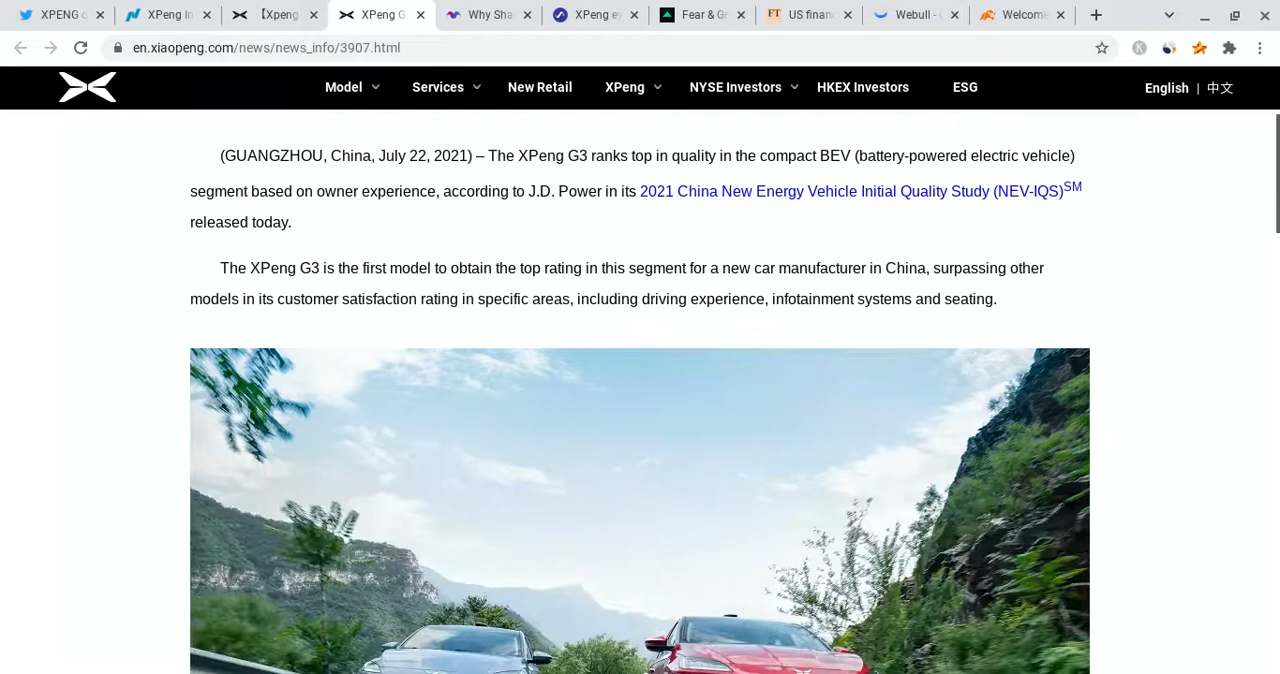 XPENG o
XPeng In
【Xpeng
XPeng G
Why Sha
XPeng ey
Fear & Gr
FT
US financ
Webull - 
Welcome
en.xiaopeng.com/news/news_info/3907.html
K
Model Services New Retail XPeng NYSE Investors HKEX Investors ESG English | 中文
(GUANGZHOU, China, July 22, 2021) – The XPeng G3 ranks top in quality in the compact BEV (battery-powered electric vehicle)
segment based on owner experience, according to J.D. Power in its 2021 China New Energy Vehicle Initial Quality Study (NEV-IQS)SM
released today.
The XPeng G3 is the first model to obtain the top rating in this segment for a new car manufacturer in China, surpassing other
models in its customer satisfaction rating in specific areas, including driving experience, infotainment systems and seating.